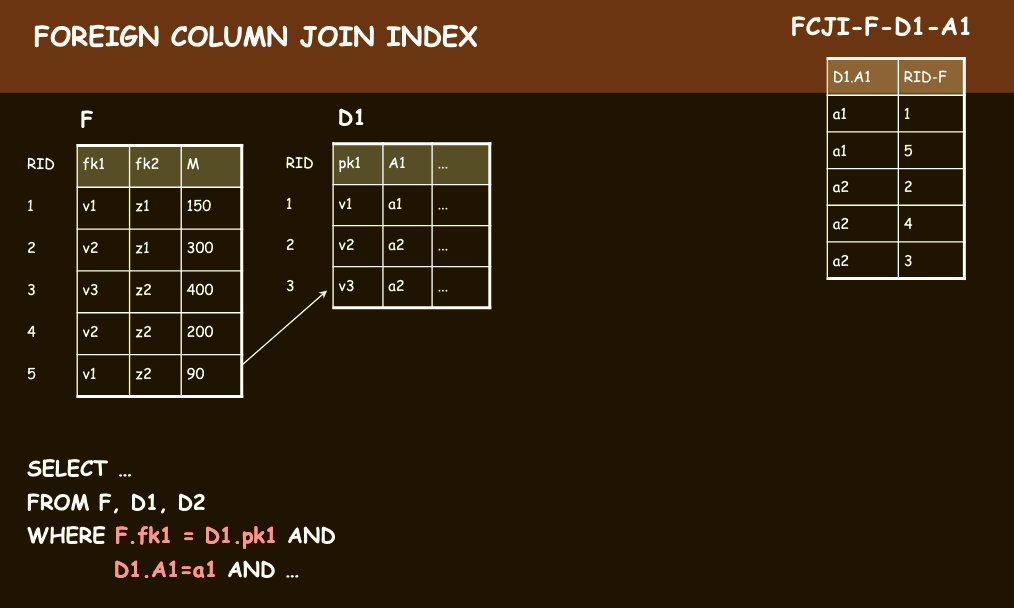 FOREIGN COLUMN JOIN INDEX
FCJI-F-D1-A1
D1.A1 RID-F
a1 1
a1 5
a2 2
a2 4
a2 3
F
RID fk1 fk2 M
1 v1 z1 150
2 v2 z1 300
3 v3 z2 400
4 v2 z2 200
5 v1 z2 90
D1
RID pk1 A1 ...
1 v1 a1 ...
2 v2 a2 ...
3 v3 a2 ...
SELECT ...
FROM F, D1, D2
WHERE F.fk1 = D1.pk1 AND
D1.A1=a1 AND ...